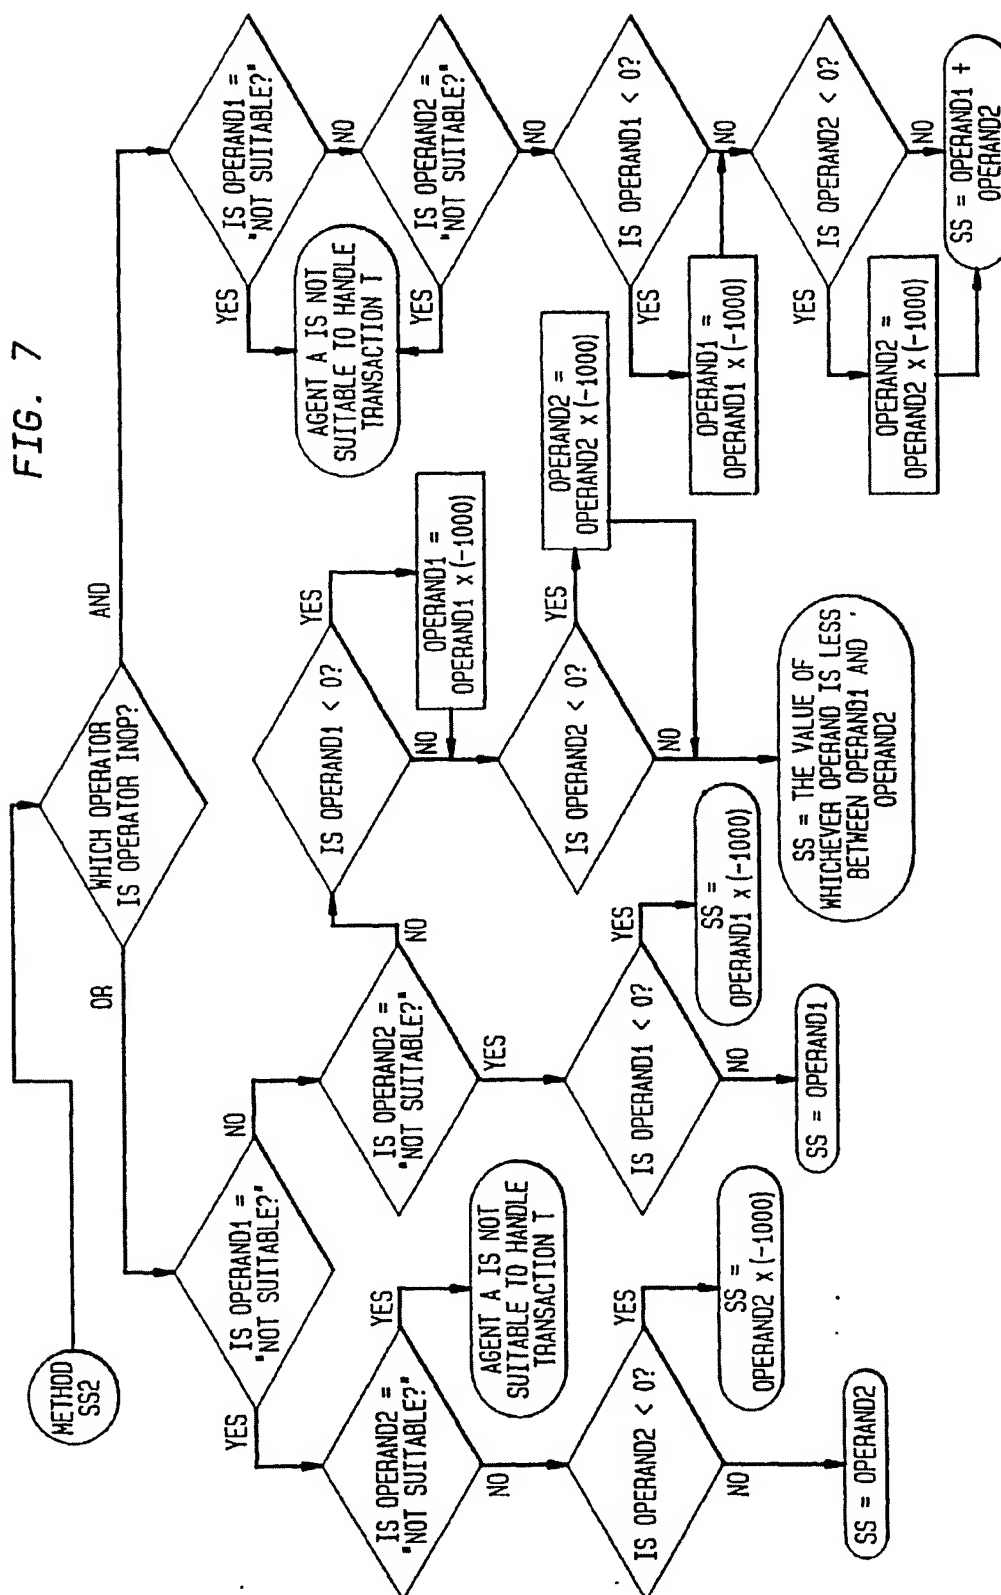 FIG. 7
METHOD
SS2
WHICH OPERATOR
IS OPERATOR INOP?
OR
AND
IS OPERAND1 =
"NOT SUITABLE?"
YES
NO
IS OPERAND2 =
"NOT SUITABLE?"
YES
NO
AGENT A IS NOT
SUITABLE TO HANDLE
TRANSACTION T
IS OPERAND2 < 0?
YES
NO
SS =
OPERAND2 x (-1000)
SS = OPERAND2
IS OPERAND2 =
"NOT SUITABLE?"
NO
YES
IS OPERAND1 < 0?
YES
NO
SS =
OPERAND1 x (-1000)
SS = OPERAND1
IS OPERAND1 < 0?
YES
NO
OPERAND1 =
OPERAND1 x (-1000)
IS OPERAND2 < 0?
YES
NO
OPERAND2 =
OPERAND2 x (-1000)
SS = THE VALUE OF
WHICHEVER OPERAND IS LESS
BETWEEN OPERAND1 AND
OPERAND2
IS OPERAND1 =
"NOT SUITABLE?"
YES
NO
AGENT A IS NOT
SUITABLE TO HANDLE
TRANSACTION T
IS OPERAND2 =
"NOT SUITABLE?"
YES
NO
IS OPERAND1 < 0?
YES
NO
OPERAND1 =
OPERAND1 x (-1000)
IS OPERAND2 < 0?
YES
NO
OPERAND2 =
OPERAND2 x (-1000)
SS = OPERAND1 +
OPERAND2